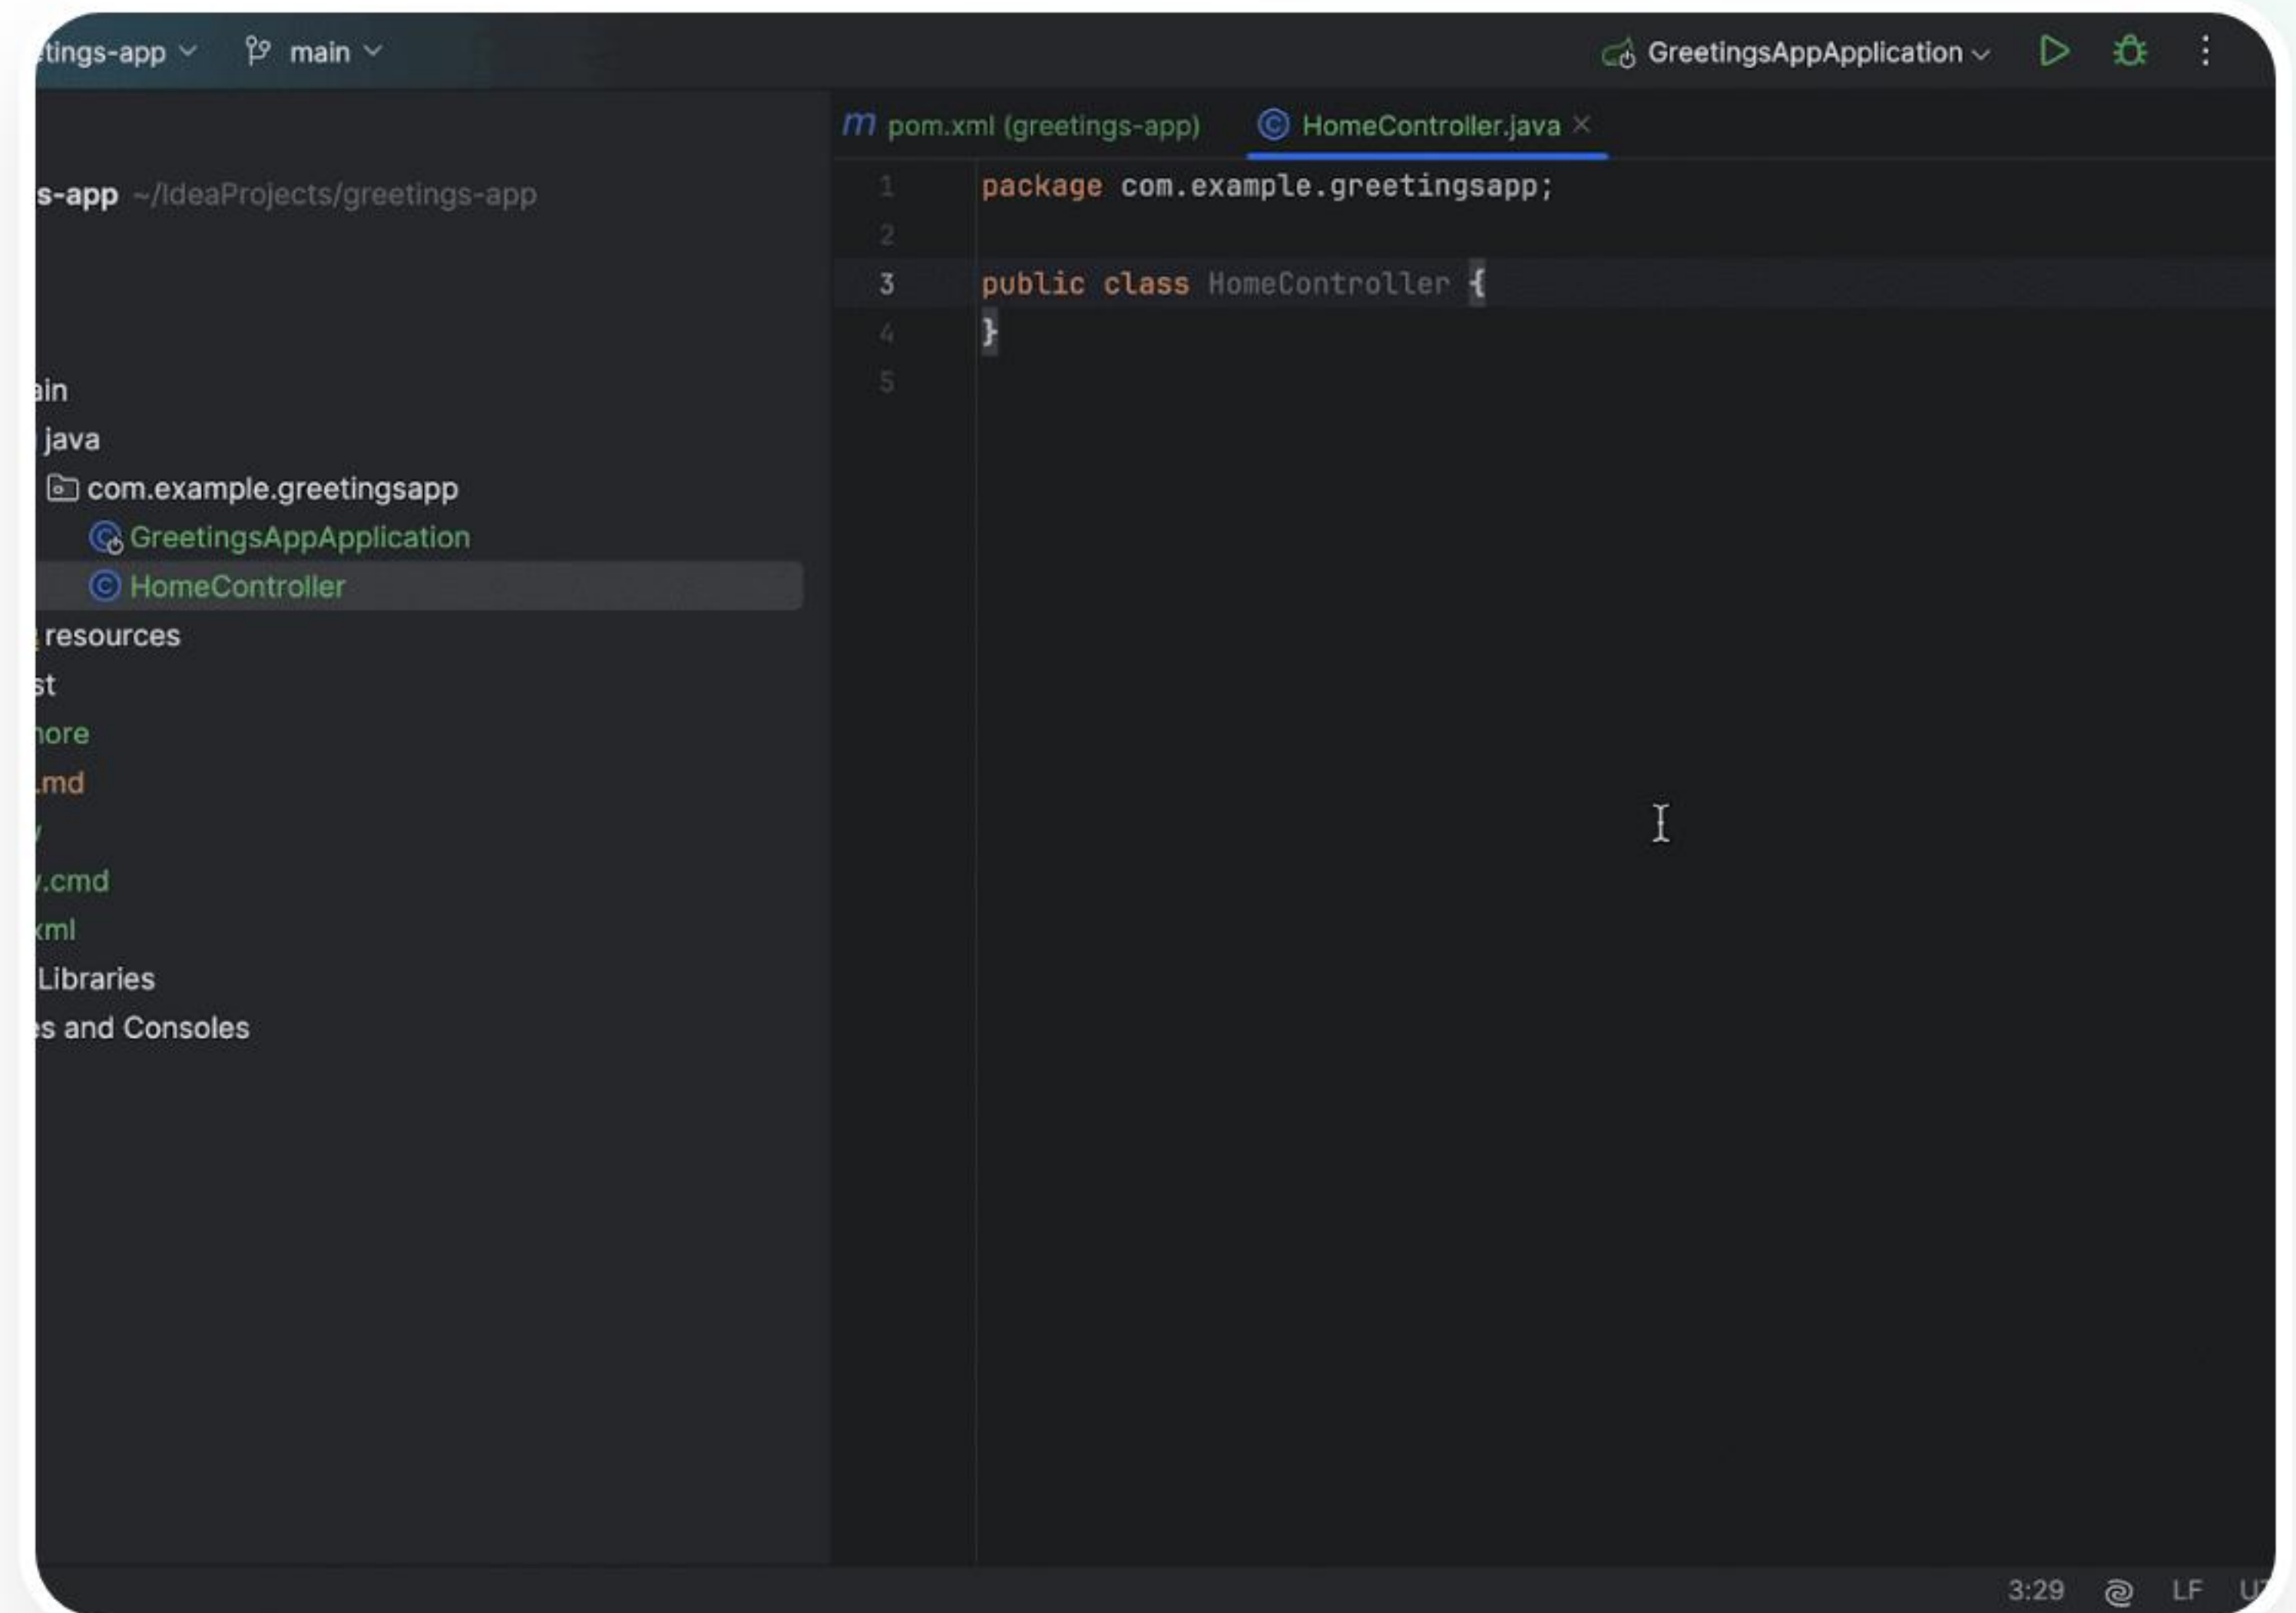 tings-app main GreetingsAppApplication
pom.xml (greetings-app) HomeController.java
s-app ~/IdeaProjects/greetings-app
ain
java
com.example.greetingsapp
GreetingsAppApplication
HomeController
resources
st
nore
.md
.cmd
xml
Libraries
es and Consoles
1 package com.example.greetingsapp;
2
3 public class HomeController {
4 }
5
3:29 LF